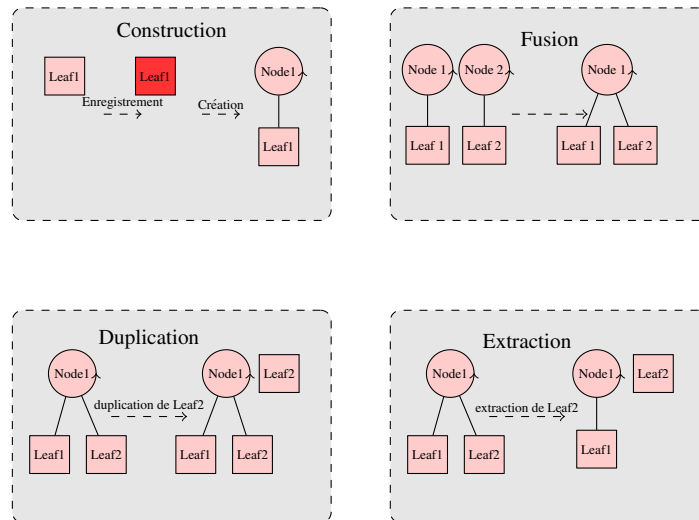 Construction
Leaf1
Leaf1
Node1
Enregistrement
Création
Leaf1
Fusion
Node 1
Node 2
Node 1
Leaf 1
Leaf 2
Leaf 1
Leaf 2
Duplication
Node1
Node1
Leaf2
duplication de Leaf2
Leaf1
Leaf2
Leaf1
Leaf2
Extraction
Node1
Node1
Leaf2
extraction de Leaf2
Leaf1
Leaf2
Leaf1